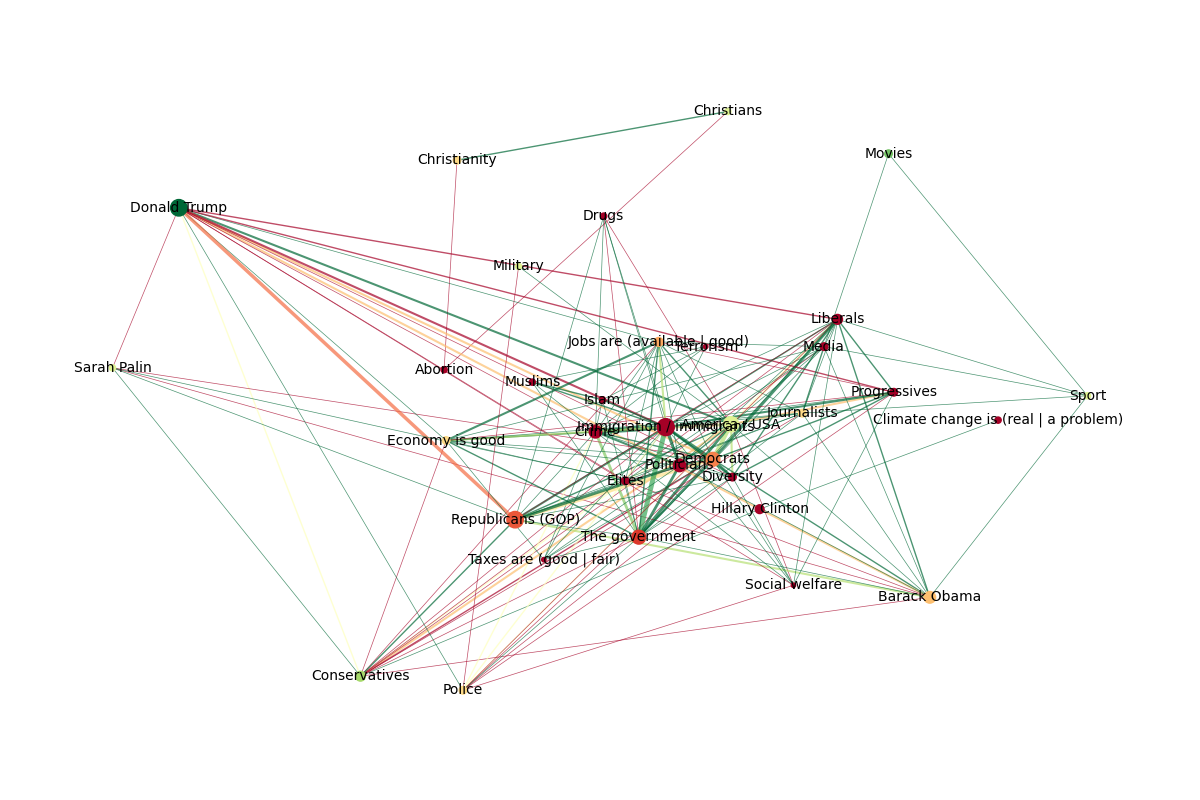 Christians
Movies
Christianity
Donald Trump
Drugs
Military
Liberals
Jobs are (available | good)
Terrorism
Media
Sarah Palin
Abortion
Muslims
Progressives
Sport
Islam
Journalists
Climate change is (real | a problem)
Immigration / immigrants
America / USA
Crime
Economy is good
Democrats
Politicians
Diversity
Elites
Hillary Clinton
Republicans (GOP)
The government
Taxes are (good | fair)
Social welfare
Barack Obama
Conservatives
Police